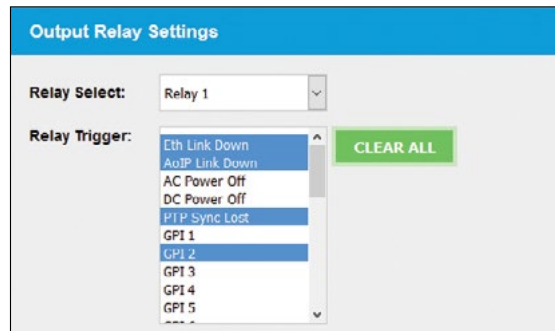 Output Relay Settings
Relay Select: Relay 1
Relay Trigger:
Eth Link Down
AoIP Link Down
AC Power Off
DC Power Off
PTP Sync Lost
GPI 1
GPI 2
GPI 3
GPI 4
GPI 5
CLEAR ALL